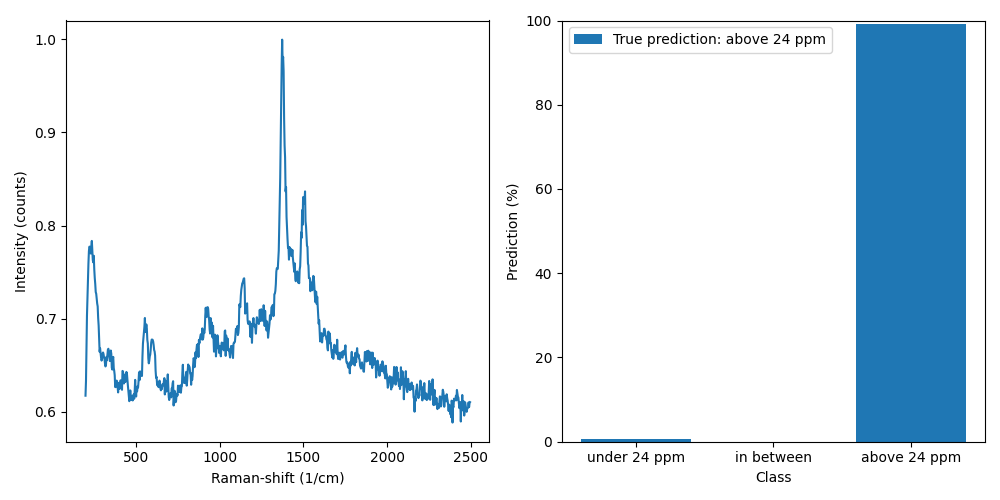 1.0
0.9
0.8
0.7
0.6
500
1000
1500
2000
2500
Raman-shift (1/cm)
Intensity (counts)
True prediction: above 24 ppm
100
80
60
40
20
0
under 24 ppm
in between
above 24 ppm
Class
Prediction (%)